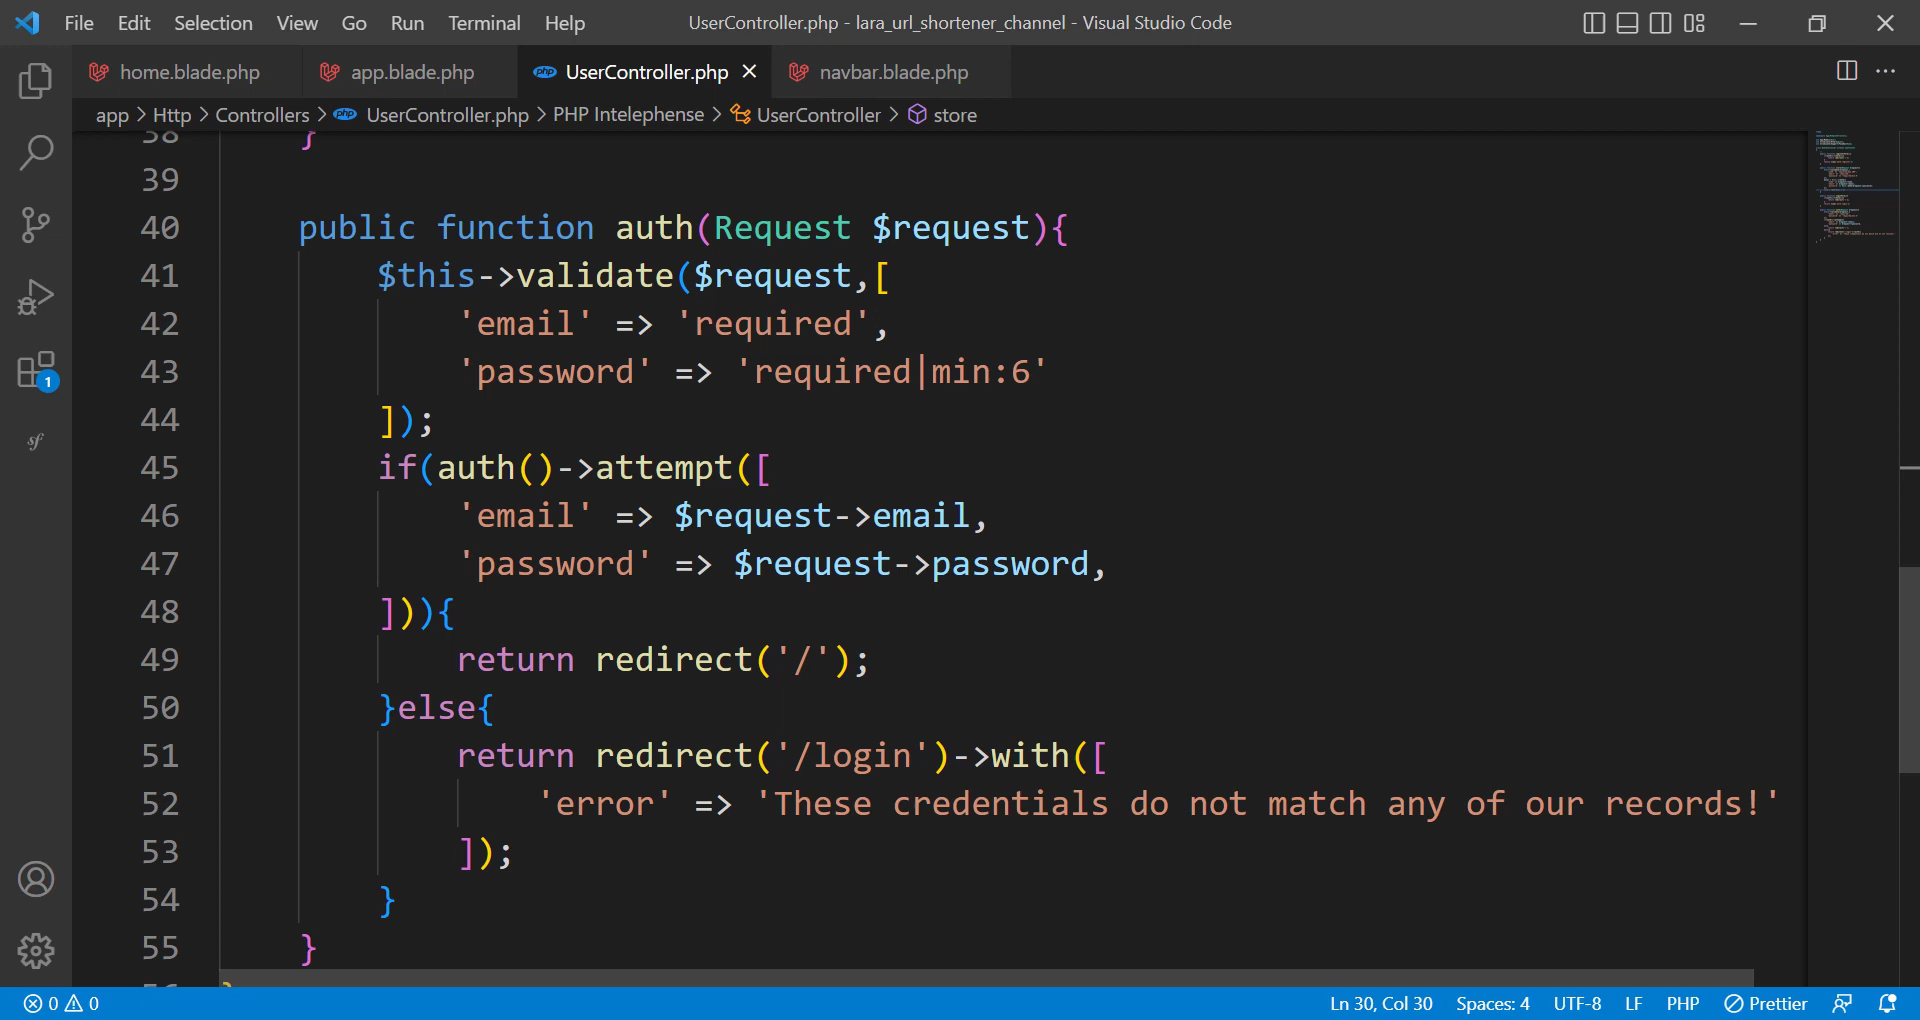 File Edit Selection View Go Run Terminal Help UserController.php - lara_url_shortener_channel - Visual Studio Code
home.blade.php app.blade.php php UserController.php navbar.blade.php
app > Http > Controllers > php UserController.php > PHP Intelephense > UserController > store
38 }
39
40 public function auth(Request $request){
41 $this->validate($request,[
42 'email' => 'required',
43 'password' => 'required|min:6'
44 ]);
45 if(auth()->attempt([
46 'email' => $request->email,
47 'password' => $request->password,
48 ])){
49 return redirect('/');
50 }else{
51 return redirect('/login')->with([
52 'error' => 'These credentials do not match any of our records!'
53 ]);
54 }
55 }
1
sf
0 0 Ln 30, Col 30 Spaces: 4 UTF-8 LF PHP Prettier